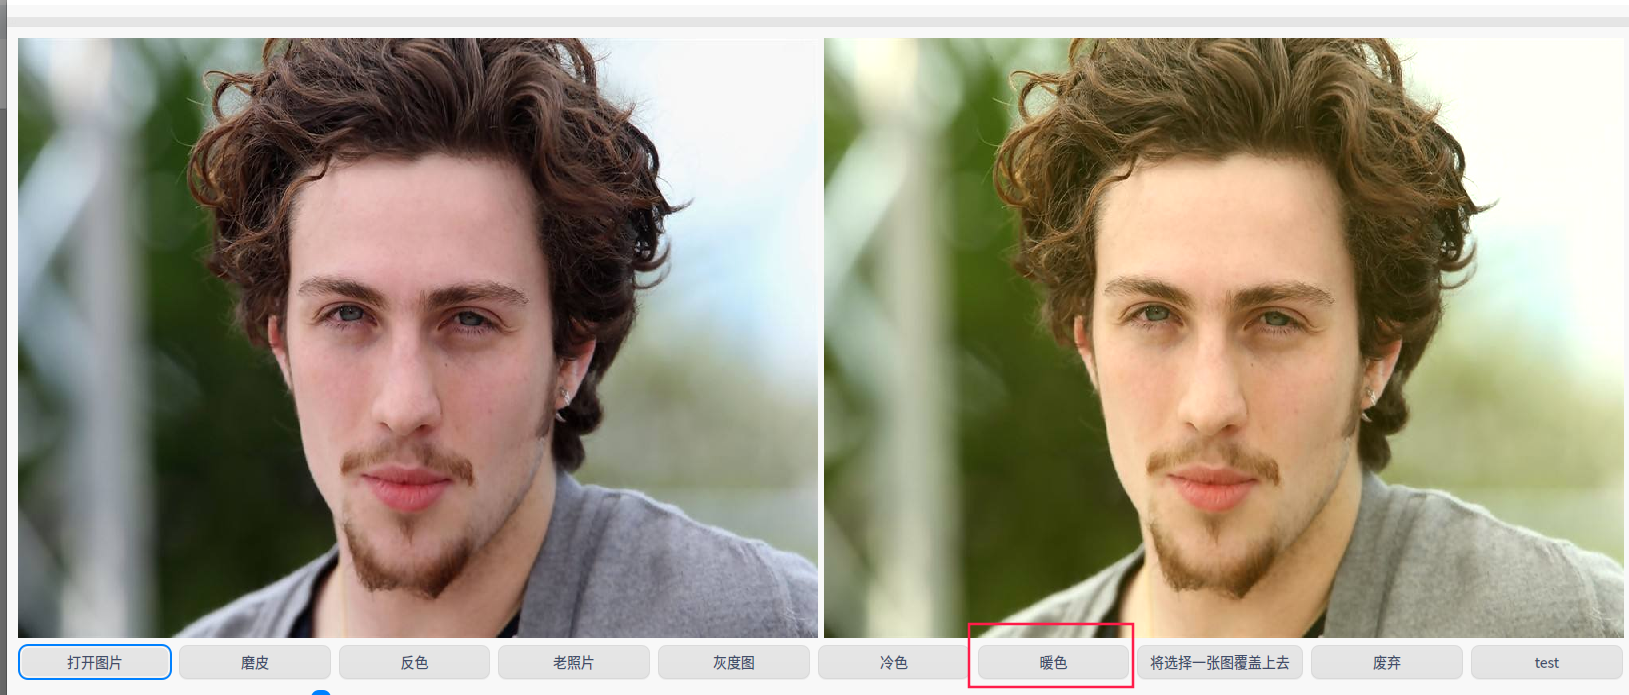 打开图片
磨皮
反色
老照片
灰度图
冷色
暖色
将选择一张图覆盖上去
废弃
test